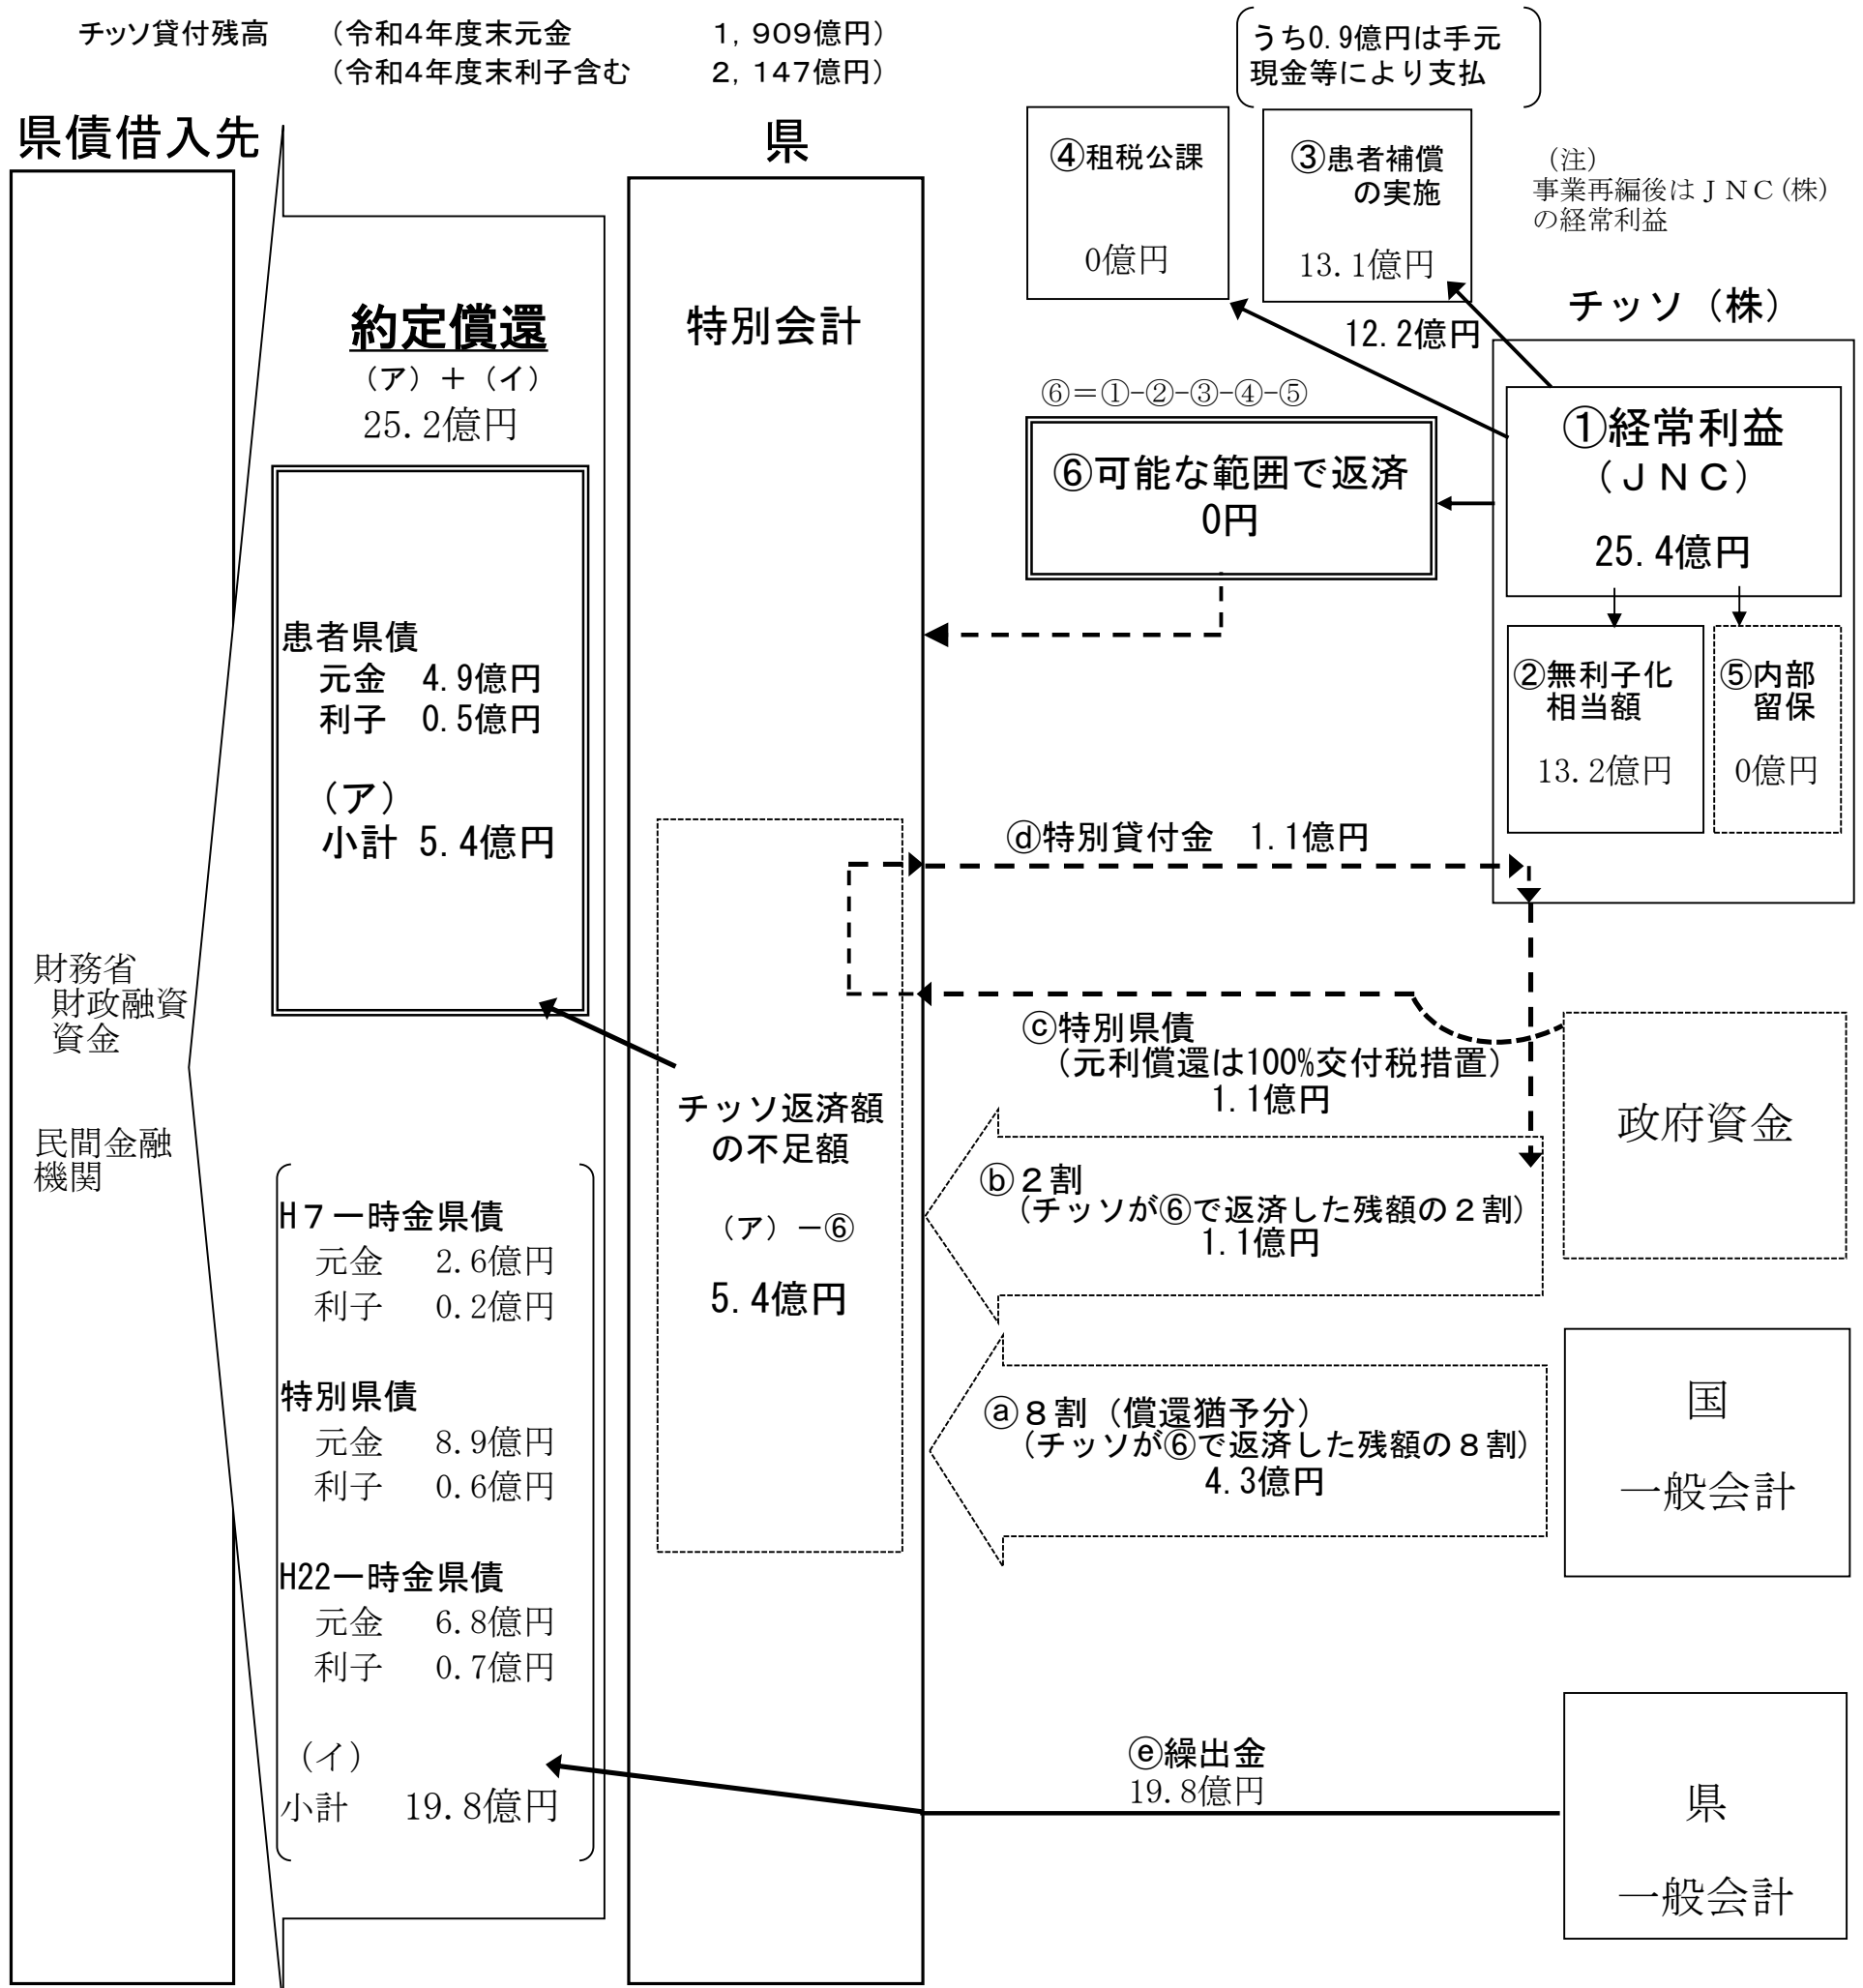 チッソ貸付残高　（令和4年度末元金　1，909億円）
（令和4年度末利子含む　2，147億円）
うち0.9億円は手元
現金等により支払
県債借入先
県
④租税公課
0億円
③患者補償
の実施
13.1億円
（注）
事業再編後はＪＮＣ(株)
の経常利益
約定償還
（ア）＋（イ）
25.2億円
特別会計
12.2億円
チッソ（株）
⑥＝①-②-③-④-⑤
⑥可能な範囲で返済
0円
①経常利益
（ＪＮＣ）
25.4億円
②無利子化
相当額
13.2億円
⑤内部
留保
0億円
患者県債
元金　4.9億円
利子　0.5億円
（ア）
小計 5.4億円
ⓓ特別貸付金　1.1億円
財務省
財政融資
資金
民間金融
機関
ⓒ特別県債
（元利償還は100%交付税措置）
1.1億円
政府資金
チッソ返済額
の不足額
（ア）－⑥
5.4億円
ⓑ２割
(チッソが⑥で返済した残額の２割)
1.1億円
H７一時金県債
元金　2.6億円
利子　0.2億円
特別県債
元金　8.9億円
利子　0.6億円
H22一時金県債
元金　6.8億円
利子　0.7億円
（イ）
小計　19.8億円
ⓐ８割（償還猶予分）
(チッソが⑥で返済した残額の８割)
4.3億円
国
一般会計
ⓔ繰出金
19.8億円
県
一般会計